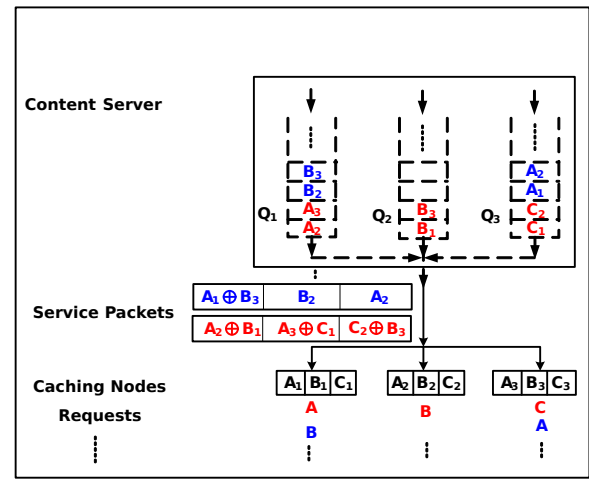 Content Server
B₃ A₂
B₂ A₁
Q₁ A₃ Q₂ B₃ Q₃ C₂
A₂ B₁ C₁
A₁⊕B₃ B₂ A₂
Service Packets
A₂⊕B₁ A₃⊕C₁ C₂⊕B₃
Caching Nodes A₁ B₁ C₁ A₂ B₂ C₂ A₃ B₃ C₃
Requests A B C
B A